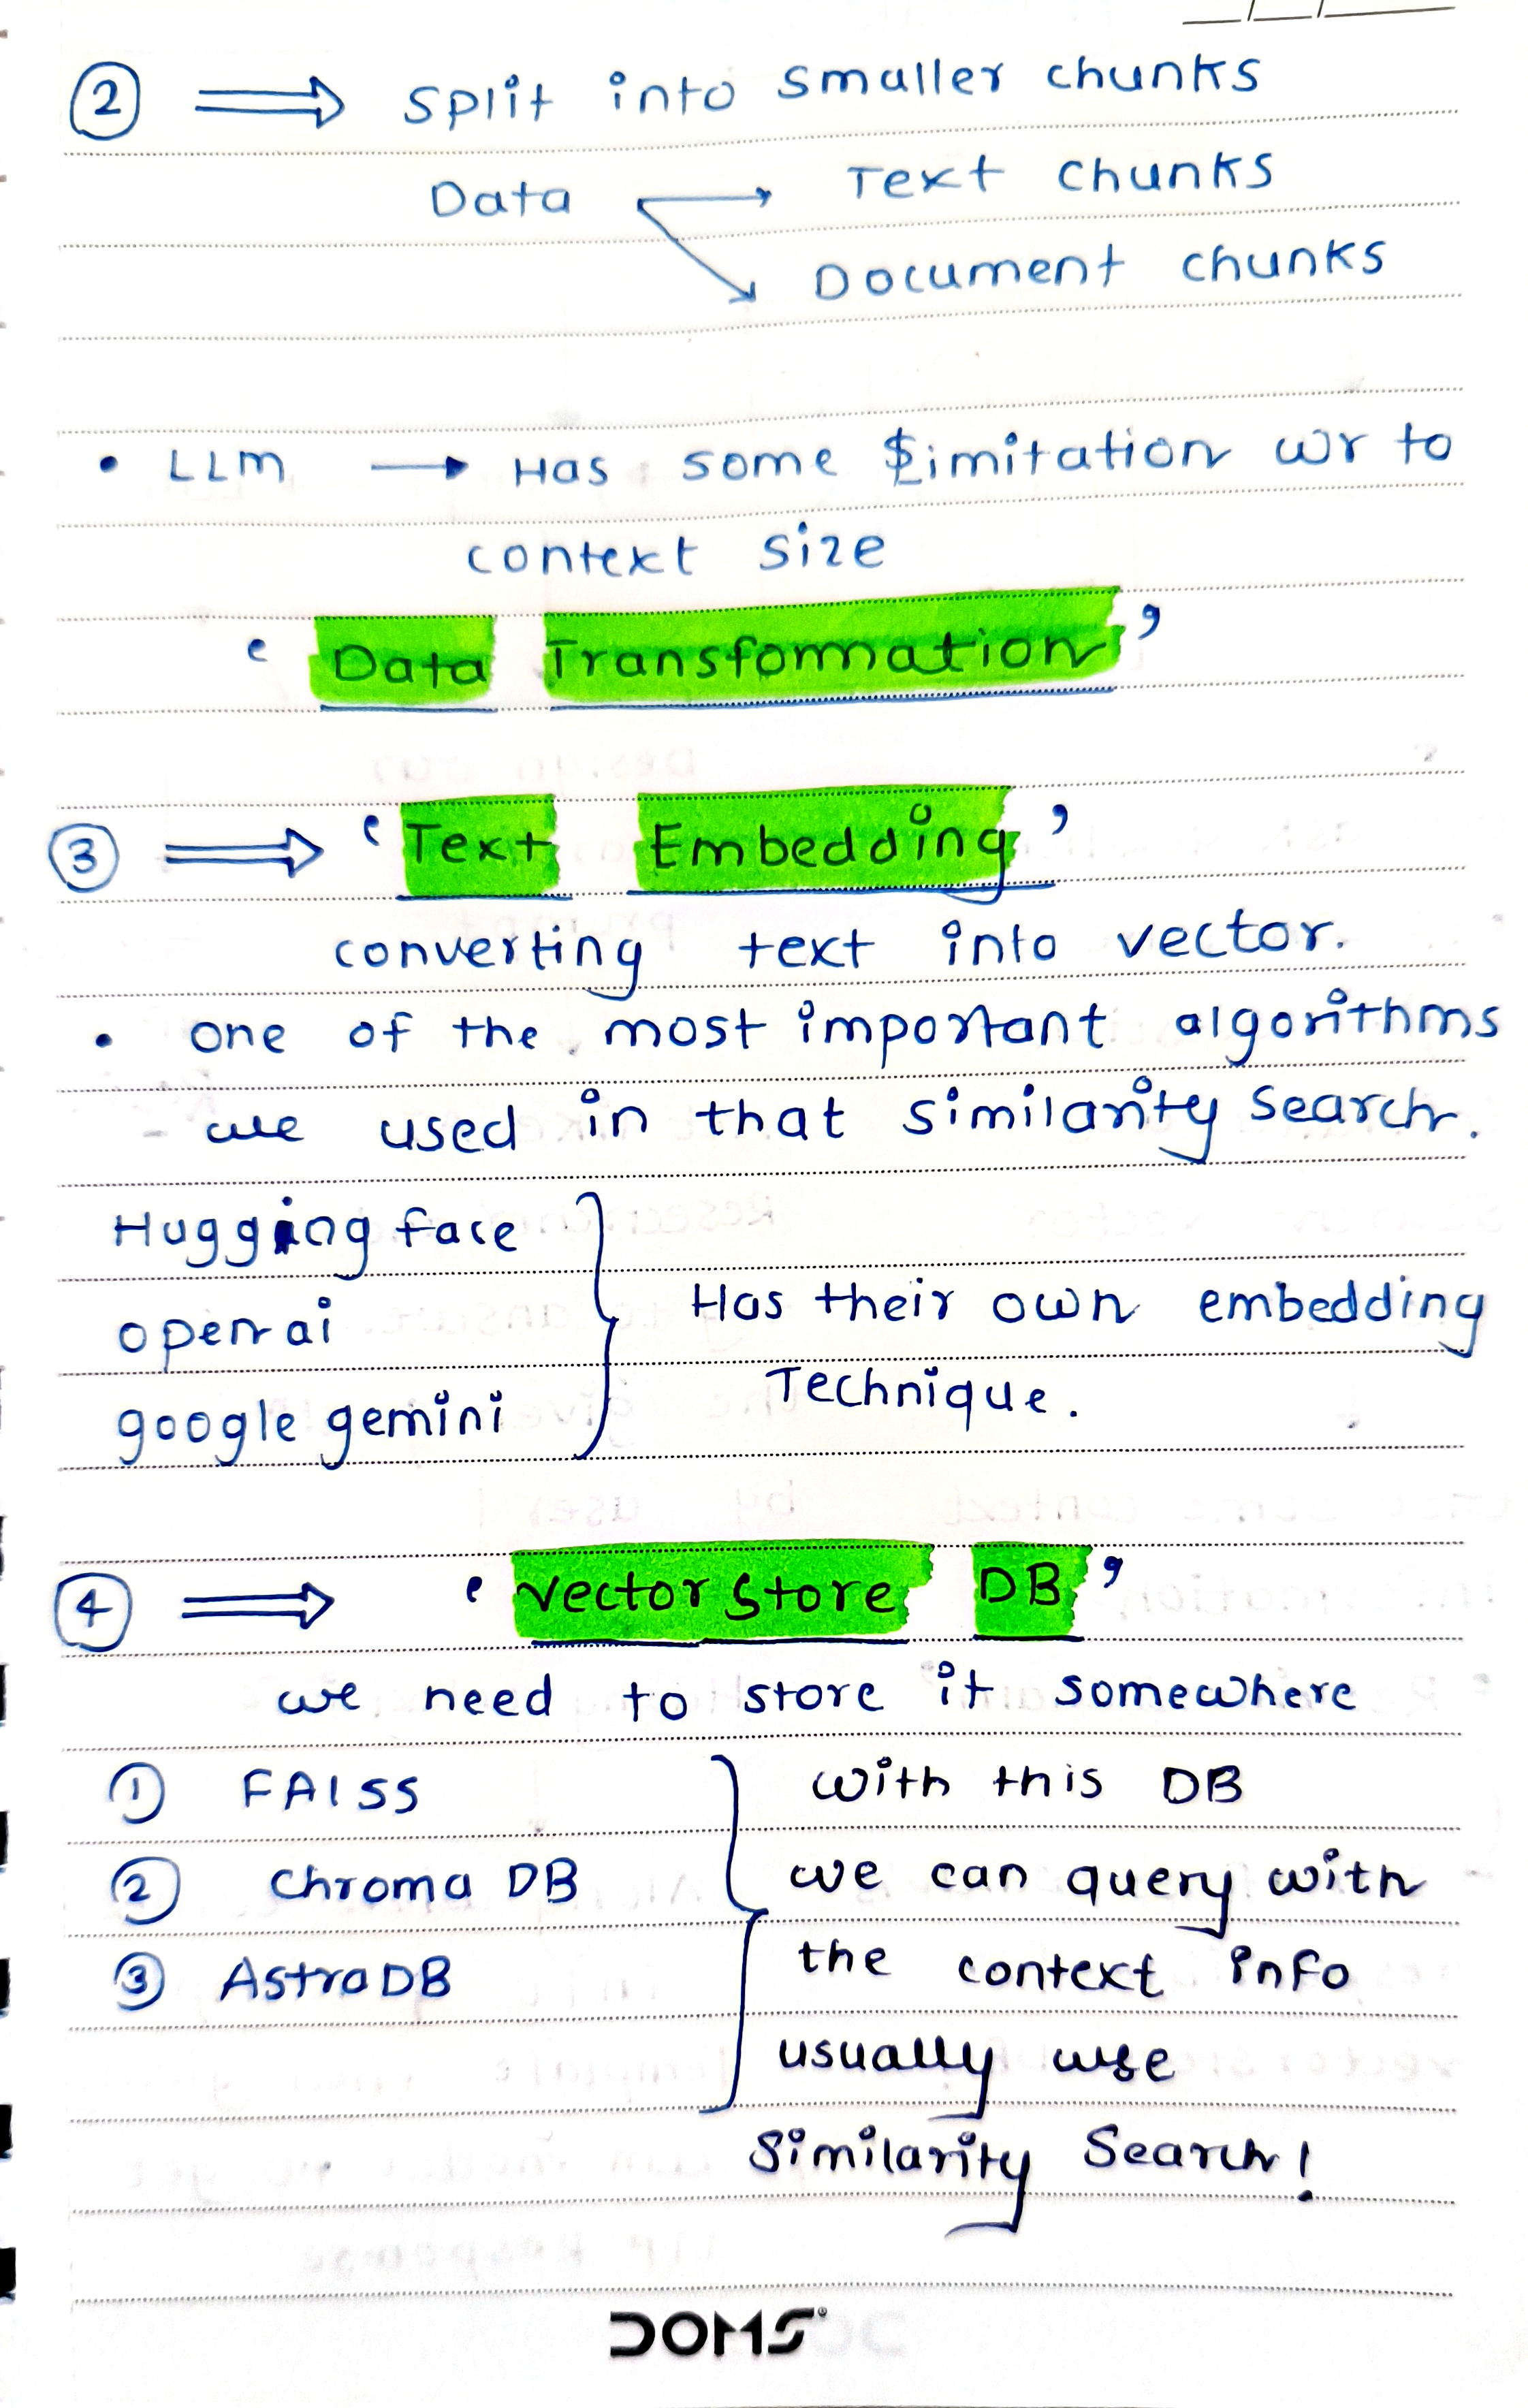 ② ⟹ Split into smaller chunks
Data → Text chunks
↘ Document chunks
• LLM → Has some Limitation wr to
context size
‘ Data Transformation ’
③ ⟹ ‘ Text Embedding ’
converting text into vector.
• one of the most important algorithms
we used in that similarity search.
Hugging face
open ai
google gemini
Has their own embedding
Technique.
④ ⟹ ‘ Vector Store DB ’
we need to store it somewhere
① FAISS
② Chroma DB
③ AstraDB
with this DB
we can query with
the context info
usually use
Similarity Search!
DOMS